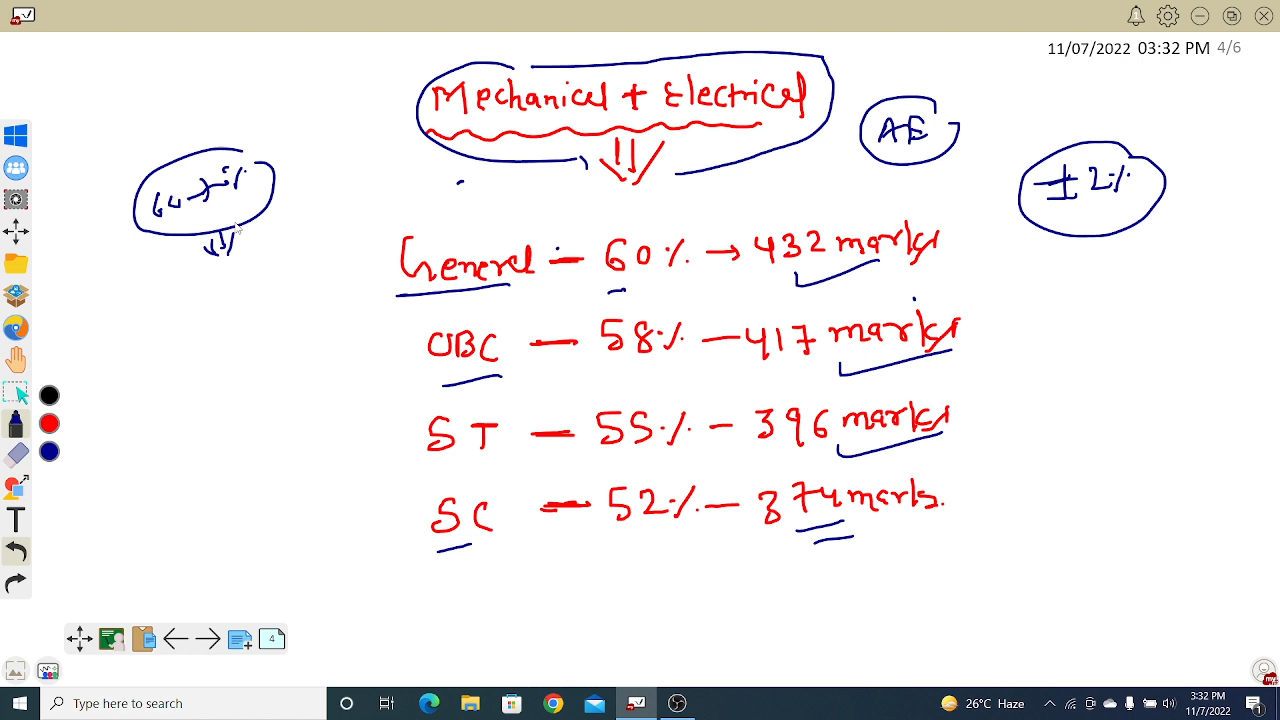 11/07/2022 03:32 PM 4/6
Mechanical + Electrical
AE
± 2%
General - 60% → 432 marks
OBC - 58% - 417 marks
ST - 55% - 396 marks
SC - 52% - 374 marks.
T
4
Type here to search
26°C Haze
3:32 PM
11/7/2022